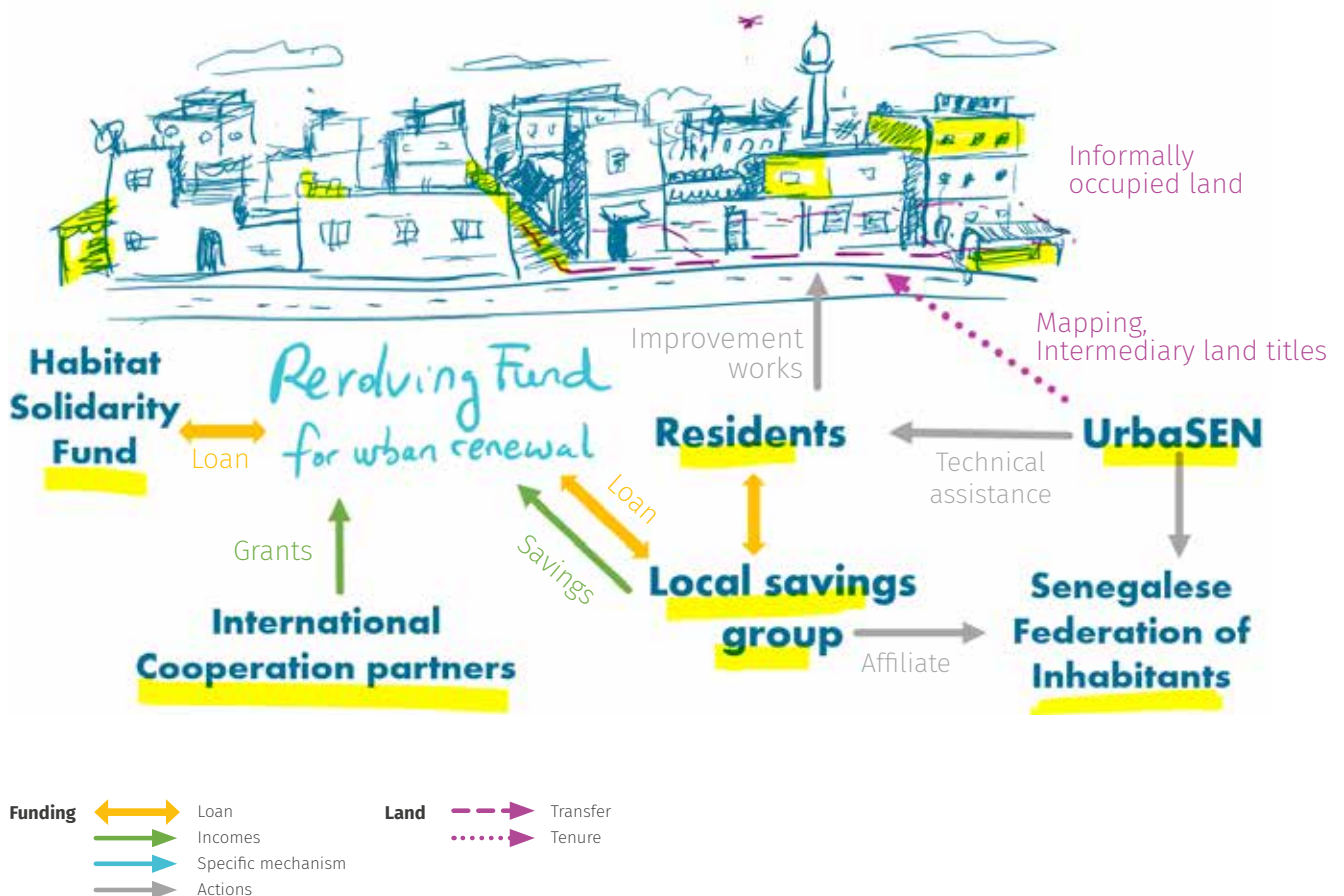 Informally
occupied land
Mapping,
Intermediary land titles
Improvement
works
Habitat
Solidarity
Fund
Loan
Revolving Fund
for urban renewal
Residents
UrbaSEN
Technical
assistance
Grants
Savings
Loan
International
Cooperation partners
Local savings
group
Affiliate
Senegalese
Federation of
Inhabitants
Funding
Loan
Incomes
Specific mechanism
Actions
Land
Transfer
Tenure